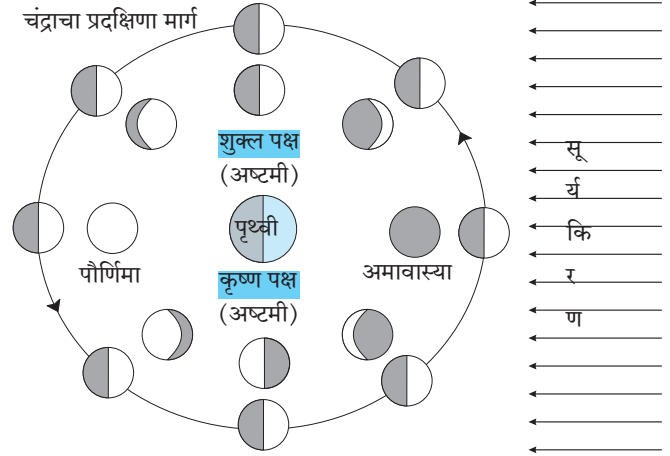 चंद्राचा प्रदक्षिणा मार्ग
शुक्ल पक्ष
(अष्टमी)
पृथ्वी
पौर्णिमा
अमावास्या
कृष्ण पक्ष
(अष्टमी)
सू
र्य
कि
र
ण